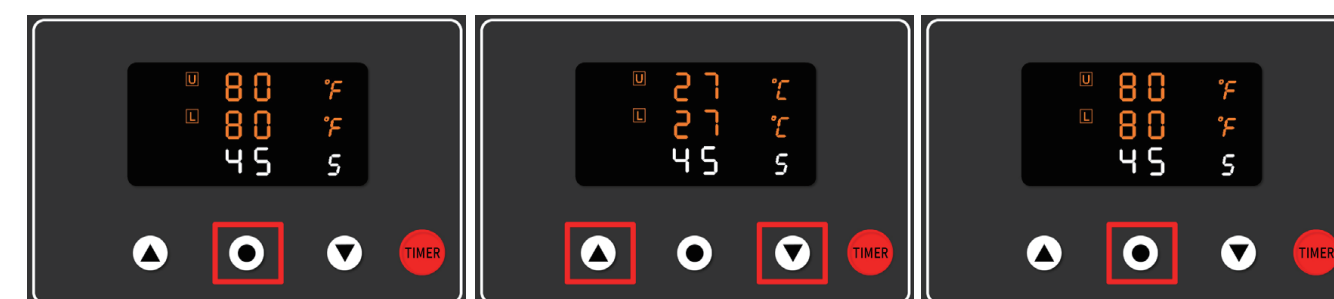 U 80 °F
L 80 °F
45 S
TIMER
U 27 °C
L 27 °C
45 S
TIMER
U 80 °F
L 80 °F
45 S
TIMER